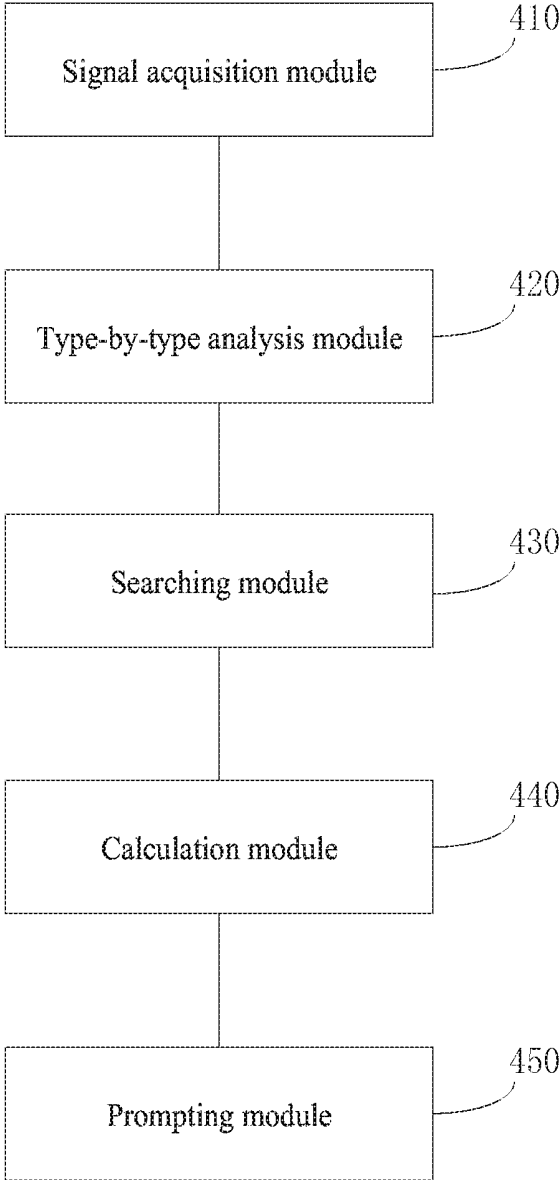 410
Signal acquisition module
420
Type-by-type analysis module
430
Searching module
440
Calculation module
450
Prompting module